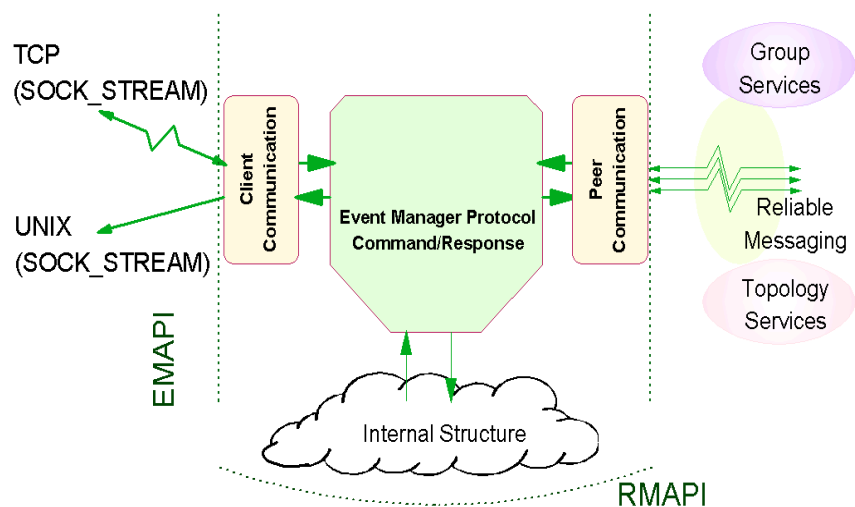 TCP
(SOCK_STREAM)
UNIX
(SOCK_STREAM)
EMAPI
Client
Communication
Event Manager Protocol
Command/Response
Peer
Communication
Group
Services
Reliable
Messaging
Topology
Services
Internal Structure
RMAPI